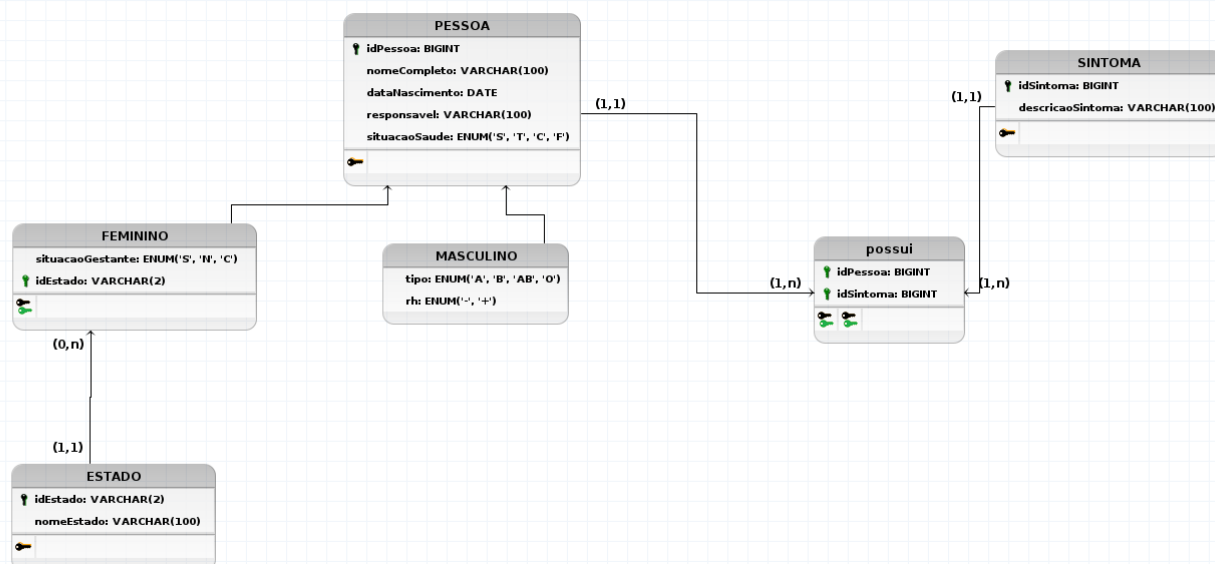 PESSOA
idPessoa: BIGINT
nomeCompleto: VARCHAR(100)
dataNascimento: DATE
responsavel: VARCHAR(100)
situacaoSaude: ENUM('S', 'T', 'C', 'F')
SINTOMA
idSintoma: BIGINT
descricaoSintoma: VARCHAR(100)
(1,1)
(1,1)
FEMININO
situacaoGestante: ENUM('S', 'N', 'C')
idEstado: VARCHAR(2)
MASCULINO
tipo: ENUM('A', 'B', 'AB', 'O')
rh: ENUM('-', '+')
possui
idPessoa: BIGINT
idSintoma: BIGINT
(1,n)
(1,n)
(0,n)
(1,1)
ESTADO
idEstado: VARCHAR(2)
nomeEstado: VARCHAR(100)